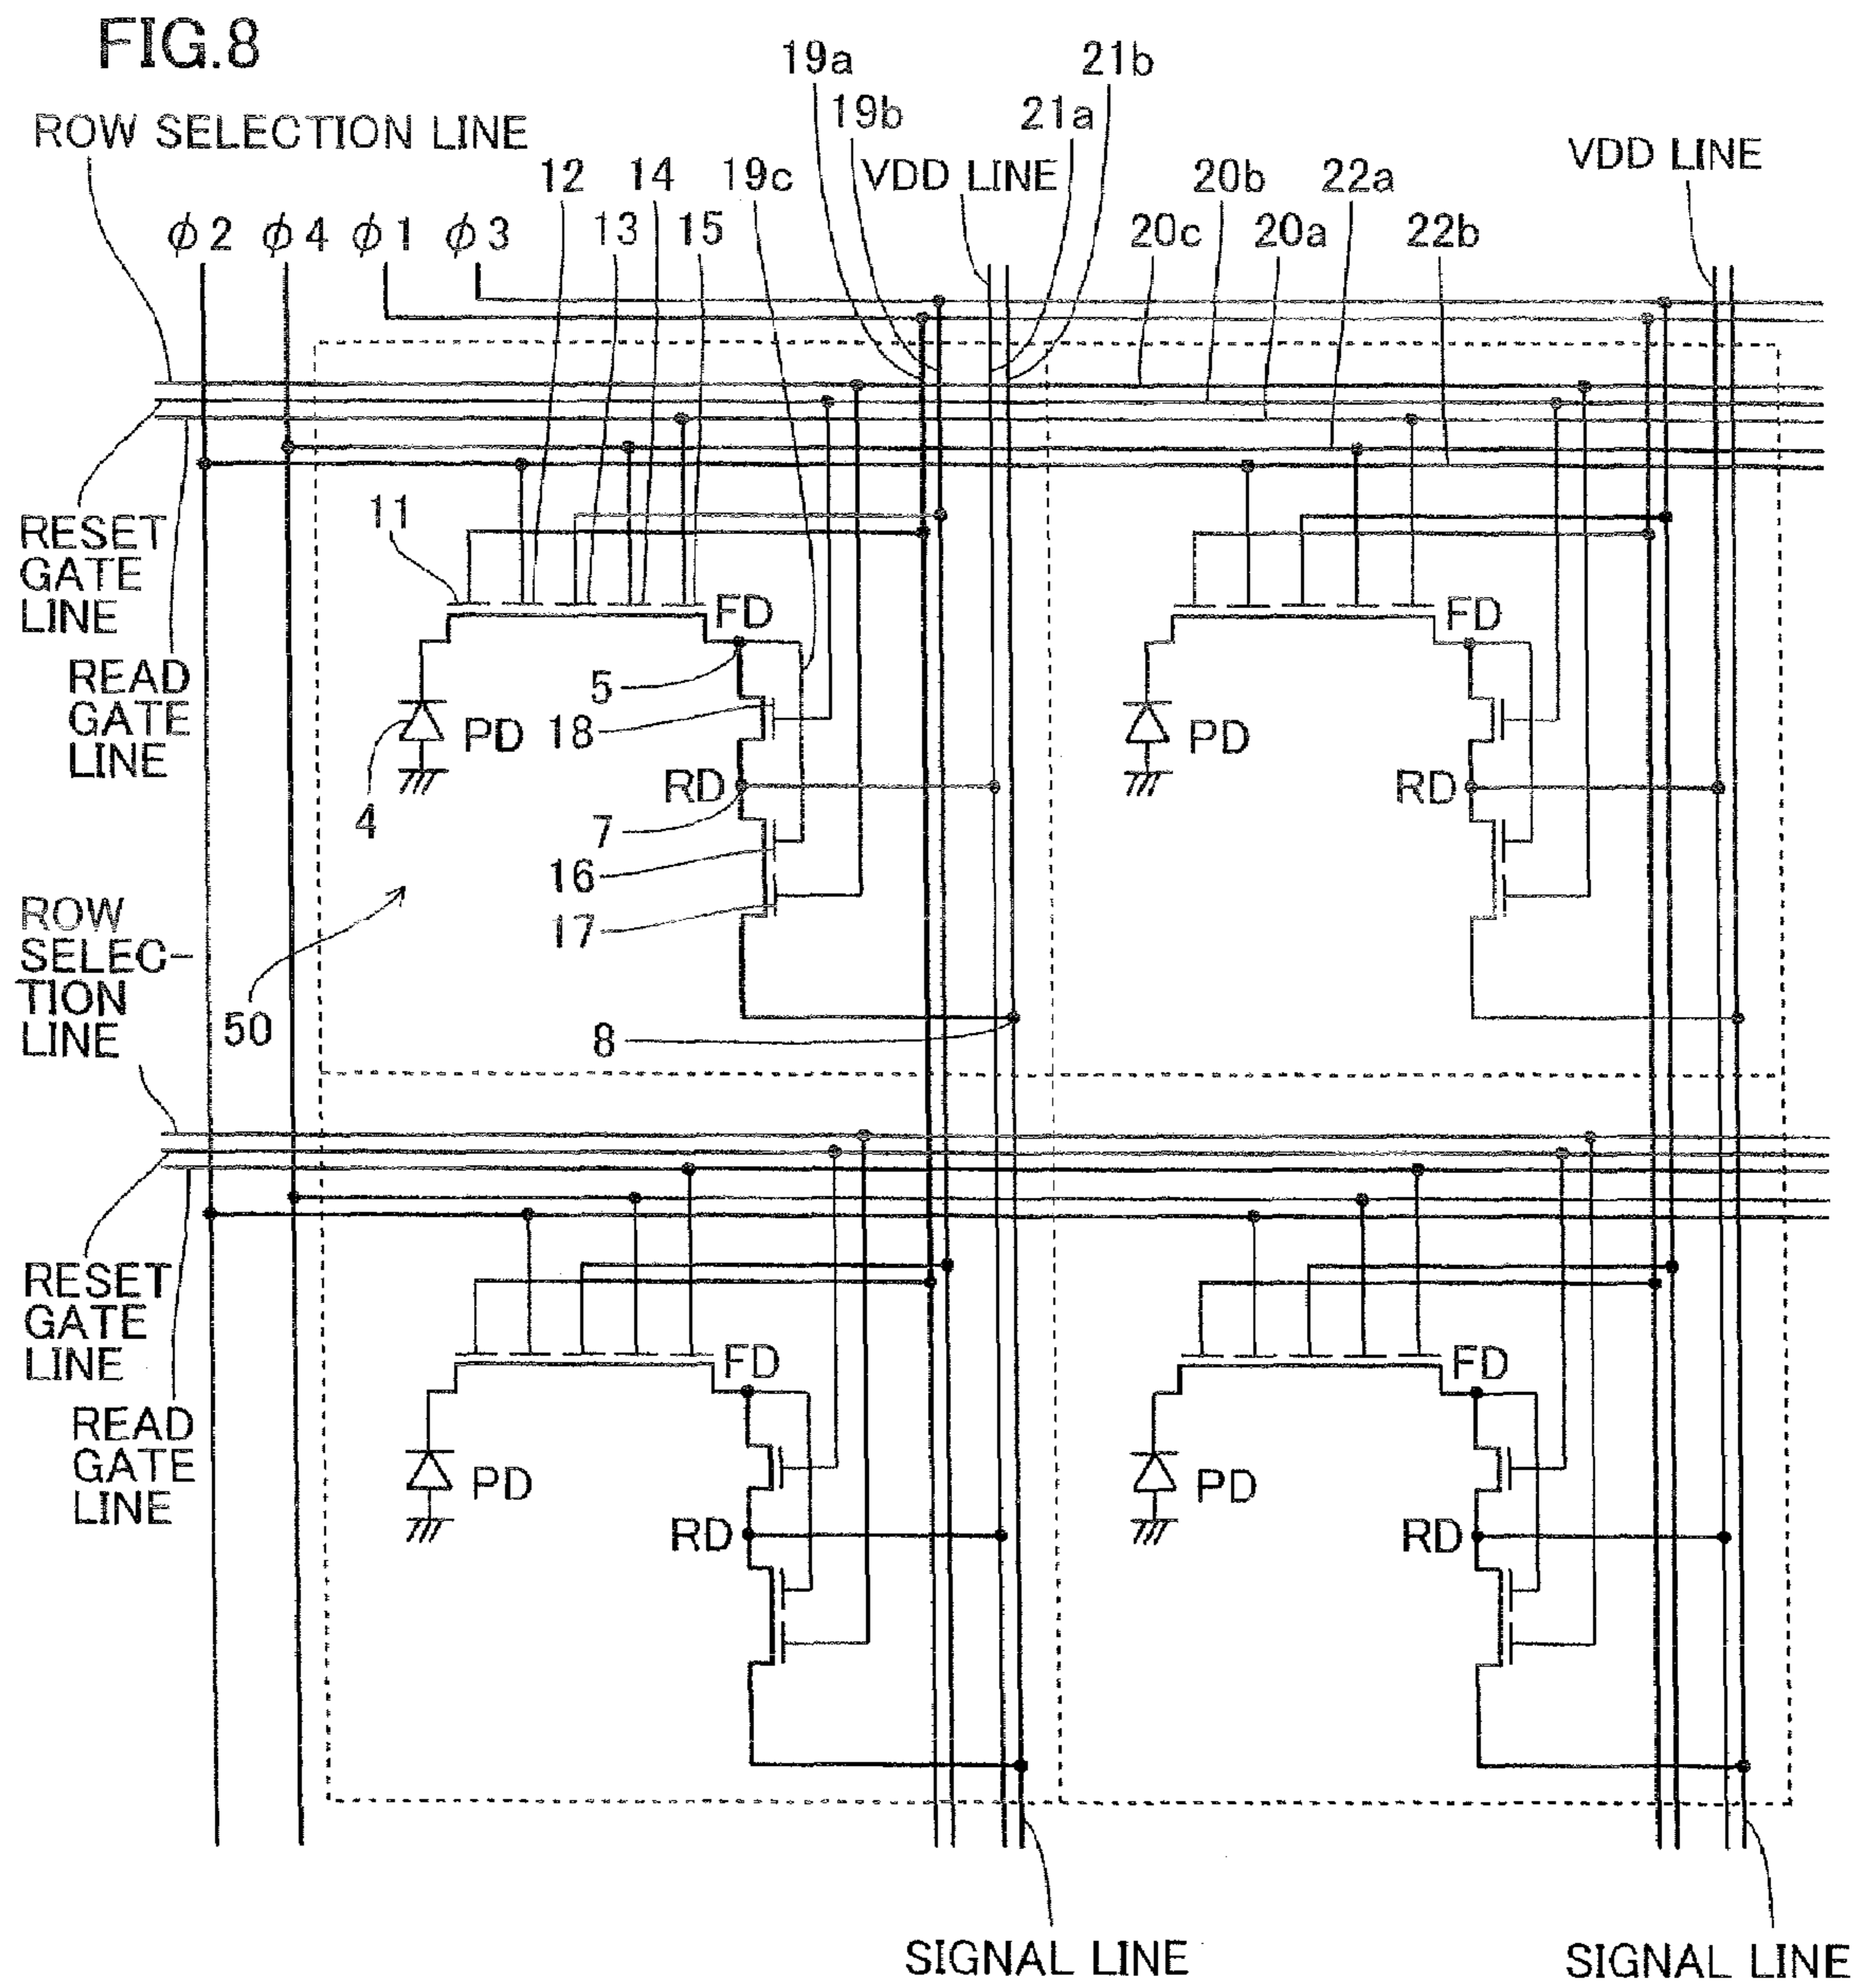 FIG.8
19a
21b
19b
21a
ROW SELECTION LINE
VDD LINE
12
14
19c
VDD LINE
20b
22a
ϕ2
ϕ4
ϕ1
ϕ3
13
15
20c
20a
22b
11
RESET
GATE
LINE
FD
FD
READ
GATE
LINE
5
18
PD
PD
RD
RD
4
7
16
17
ROW
SELEC-
TION
LINE
50
8
RESET
GATE
LINE
FD
FD
READ
GATE
LINE
PD
PD
RD
RD
SIGNAL LINE
SIGNAL LINE